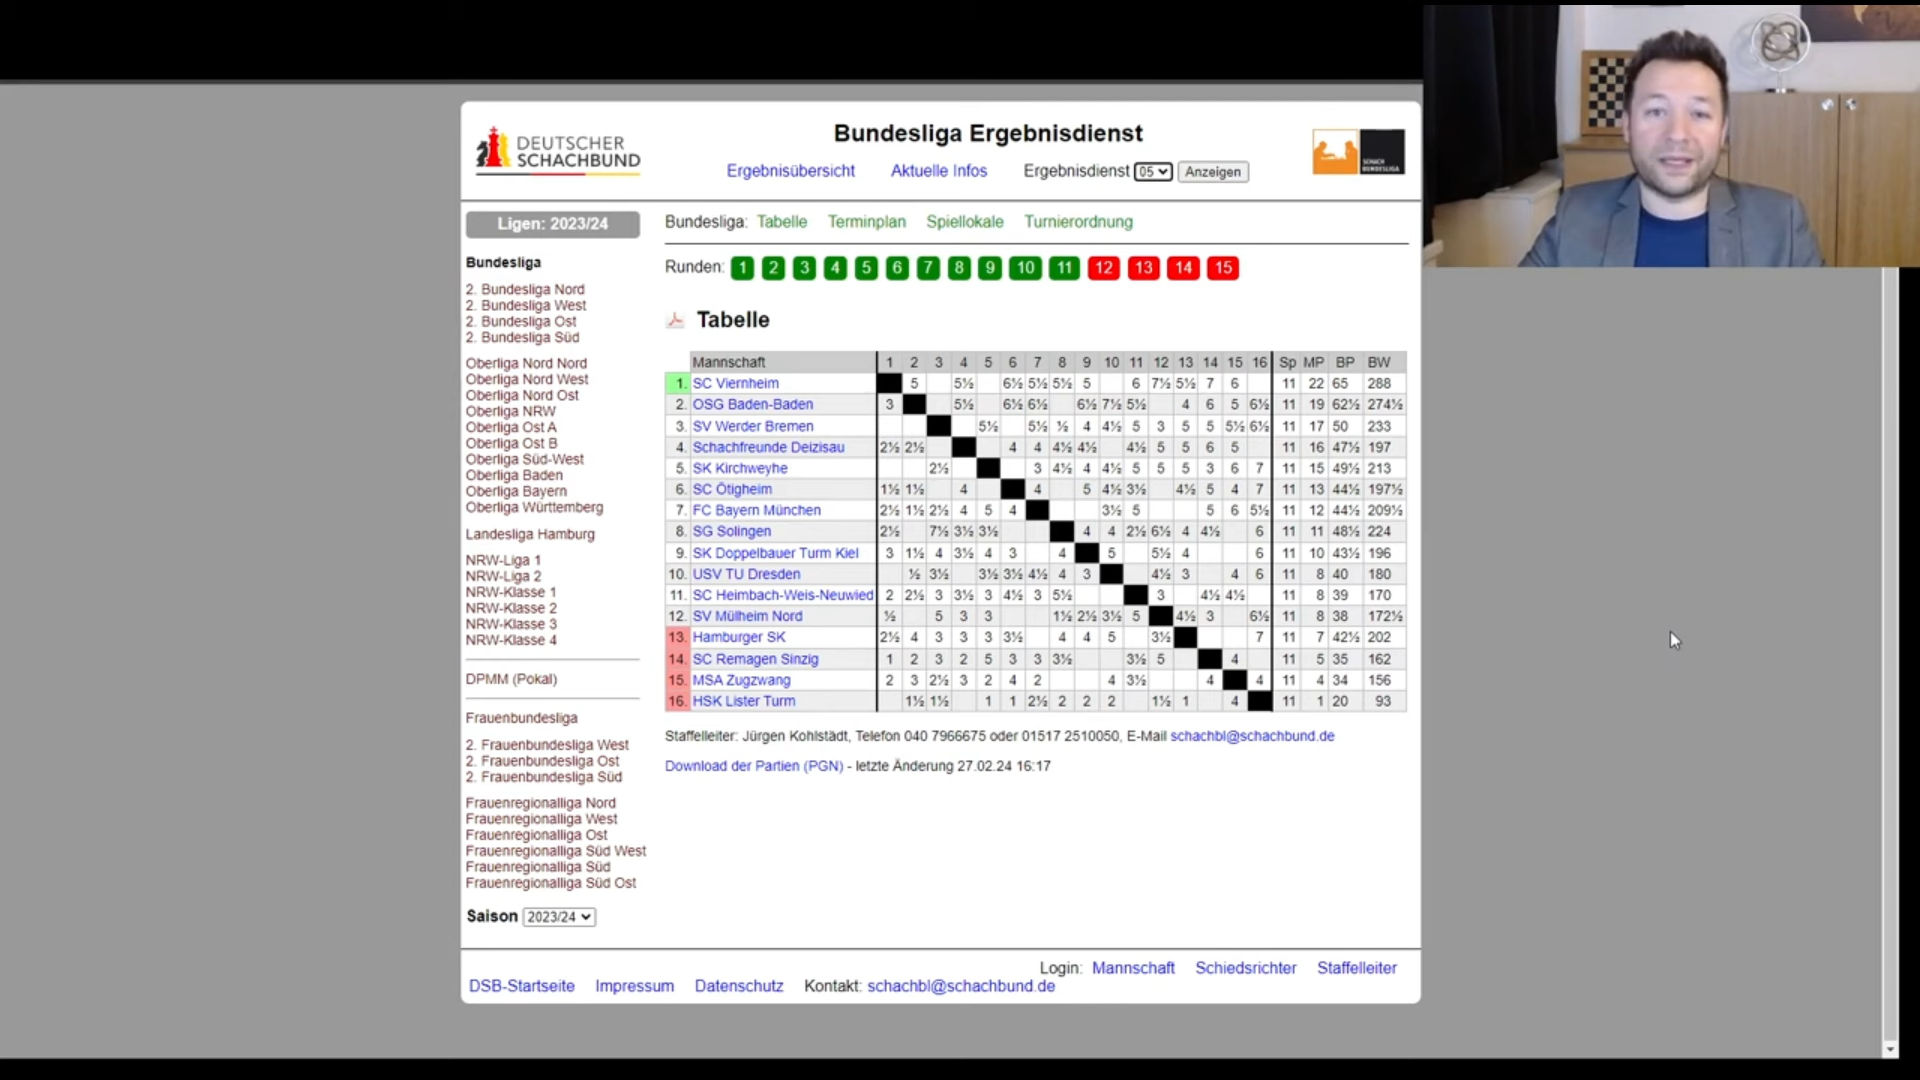 DEUTSCHER
SCHACHBUND
Bundesliga Ergebnisdienst
Ergebnisübersicht Aktuelle Infos Ergebnisdienst 05 Anzeigen
SCHACH
BUNDESLIGA
Ligen: 2023/24
Bundesliga
2. Bundesliga Nord
2. Bundesliga West
2. Bundesliga Ost
2. Bundesliga Süd
Oberliga Nord Nord
Oberliga Nord West
Oberliga Nord Ost
Oberliga NRW
Oberliga Ost A
Oberliga Ost B
Oberliga Süd-West
Oberliga Baden
Oberliga Bayern
Oberliga Württemberg
Landesliga Hamburg
NRW-Liga 1
NRW-Liga 2
NRW-Klasse 1
NRW-Klasse 2
NRW-Klasse 3
NRW-Klasse 4
DPMM (Pokal)
Frauenbundesliga
2. Frauenbundesliga West
2. Frauenbundesliga Ost
2. Frauenbundesliga Süd
Frauenregionalliga Nord
Frauenregionalliga West
Frauenregionalliga Ost
Frauenregionalliga Süd West
Frauenregionalliga Süd
Frauenregionalliga Süd Ost
Saison 2023/24
Bundesliga: Tabelle Terminplan Spiellokale Turnierordnung
Runden: 1 2 3 4 5 6 7 8 9 10 11 12 13 14 15
Tabelle
Mannschaft 1 2 3 4 5 6 7 8 9 10 11 12 13 14 15 16 Sp MP BP BW
1. SC Viernheim 5 5½ 6½ 5½ 5½ 5 6 7½ 5½ 7 6 11 22 65 288
2. OSG Baden-Baden 3 5½ 6½ 6½ 6½ 7½ 5½ 4 6 5 6½ 11 19 62½ 274½
3. SV Werder Bremen 5½ 5½ ½ 4 4½ 5 3 5 5 5½ 6½ 11 17 50 233
4. Schachfreunde Deizisau 2½ 2½ 4 4 4½ 4½ 4½ 5 5 6 5 11 16 47½ 197
5. SK Kirchweyhe 2½ 3 4½ 4 4½ 5 5 5 3 6 7 11 15 49½ 213
6. SC Ötigheim 1½ 1½ 4 4 5 4½ 3½ 4½ 5 4 7 11 13 44½ 197½
7. FC Bayern München 2½ 1½ 2½ 4 5 4 3½ 5 5 6 5½ 11 12 44½ 209½
8. SG Solingen 2½ 7½ 3½ 3½ 4 4 2½ 6½ 4 4½ 6 11 11 48½ 224
9. SK Doppelbauer Turm Kiel 3 1½ 4 3½ 4 3 4 5 5½ 4 6 11 10 43½ 196
10. USV TU Dresden ½ 3½ 3½ 3½ 4½ 4 3 4½ 3 4 6 11 8 40 180
11. SC Heimbach-Weis-Neuwied 2 2½ 3 3½ 3 4½ 3 5½ 3 4½ 4½ 11 8 39 170
12. SV Mülheim Nord ½ 5 3 3 1½ 2½ 3½ 5 4½ 3 6½ 11 8 38 172½
13. Hamburger SK 2½ 4 3 3 3 3½ 4 4 5 3½ 7 11 7 42½ 202
14. SC Remagen Sinzig 1 2 3 2 5 3 3 3½ 3½ 5 4 11 5 35 162
15. MSA Zugzwang 2 3 2½ 3 2 4 2 4 3½ 4 4 11 4 34 156
16. HSK Lister Turm 1½ 1½ 1 1 2½ 2 2 2 1½ 1 4 11 1 20 93
Staffelleiter: Jürgen Kohlstädt, Telefon 040 7966675 oder 01517 2510050, E-Mail schachbl@schachbund.de
Download der Partien (PGN) - letzte Änderung 27.02.24 16:17
Login: Mannschaft Schiedsrichter Staffelleiter
DSB-Startseite Impressum Datenschutz Kontakt: schachbl@schachbund.de